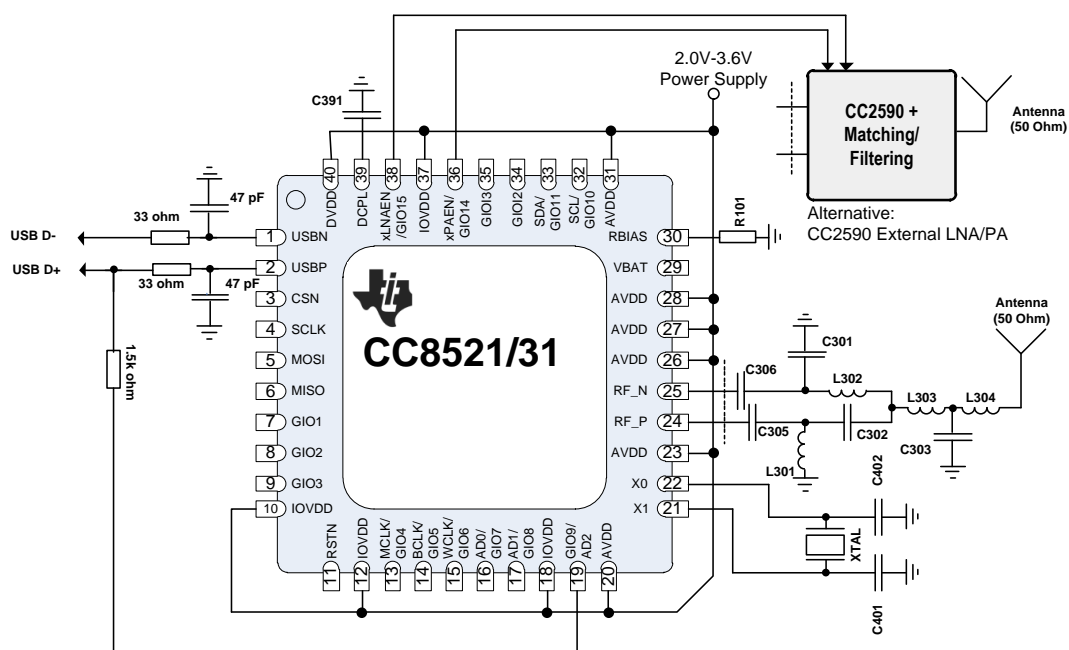 2.0V-3.6V
Power Supply
CC2590 +
Matching/
Filtering
Antenna
(50 Ohm)
Alternative:
CC2590 External LNA/PA
C391
40
39
38
37
36
35
34
33
32
31
DVDD
DCPL
xLNAEN
/GIO15
IOVDD
xPAEN/
GIO14
GIO13
GIO12
SDA/
GIO11
SCL/
GIO10
AVDD
47 pF
33 ohm
USB D-
USB D+
33 ohm
47 pF
1.5k ohm
1
USBN
2
USBP
3
CSN
4
SCLK
5
MOSI
6
MISO
7
GIO1
8
GIO2
9
GIO3
10
IOVDD
CC8521/31
RBIAS
30
VBAT
29
AVDD
28
AVDD
27
AVDD
26
RF_N
25
RF_P
24
AVDD
23
X0
22
X1
21
R101
Antenna
(50 Ohm)
C301
C306
L302
L303
L304
C305
C302
C303
L301
C402
XTAL
C401
RSTN
IOVDD
MCLK/
GIO4
BCLK/
GIO5
WCLK/
GIO6
AD0/
GIO7
AD1/
GIO8
IOVDD
GIO9/
AD2
AVDD
11
12
13
14
15
16
17
18
19
20